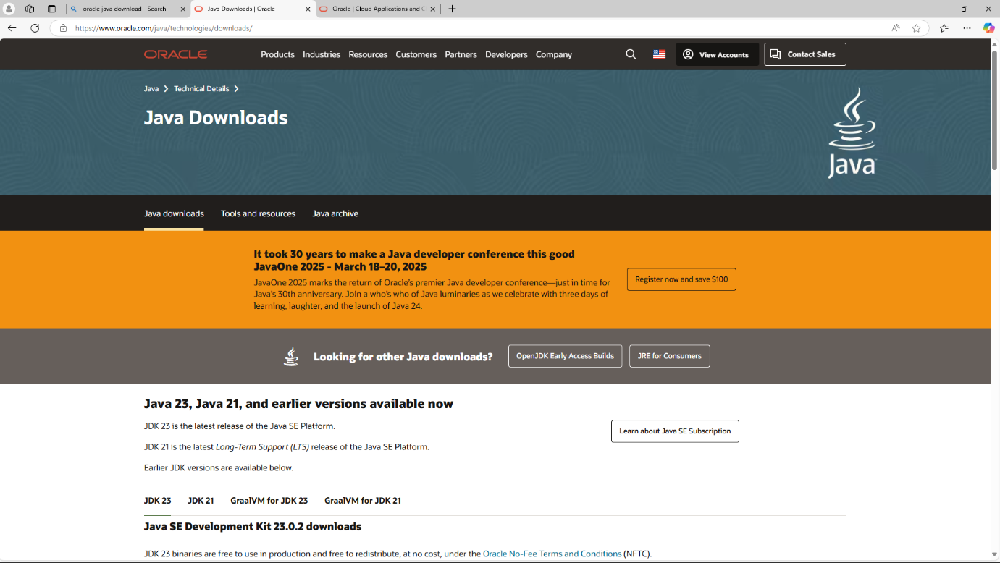 oracle java download - Search
Java Downloads | Oracle
Oracle | Cloud Applications and C
https://www.oracle.com/java/technologies/downloads/
ORACLE
Products Industries Resources Customers Partners Developers Company
View Accounts
Contact Sales
Java Technical Details
Java Downloads
Java
Java downloads Tools and resources Java archive
It took 30 years to make a Java developer conference this good
JavaOne 2025 - March 18–20, 2025
JavaOne 2025 marks the return of Oracle's premier Java developer conference—just in time for
Java's 30th anniversary. Join a who's who of Java luminaries as we celebrate with three days of
learning, laughter, and the launch of Java 24.
Register now and save $100
Looking for other Java downloads?
OpenJDK Early Access Builds
JRE for Consumers
Java 23, Java 21, and earlier versions available now
JDK 23 is the latest release of the Java SE Platform.
JDK 21 is the latest Long-Term Support (LTS) release of the Java SE Platform.
Earlier JDK versions are available below.
Learn about Java SE Subscription
JDK 23 JDK 21 GraalVM for JDK 23 GraalVM for JDK 21
Java SE Development Kit 23.0.2 downloads
JDK 23 binaries are free to use in production and free to redistribute, at no cost, under the Oracle No-Fee Terms and Conditions (NFTC).